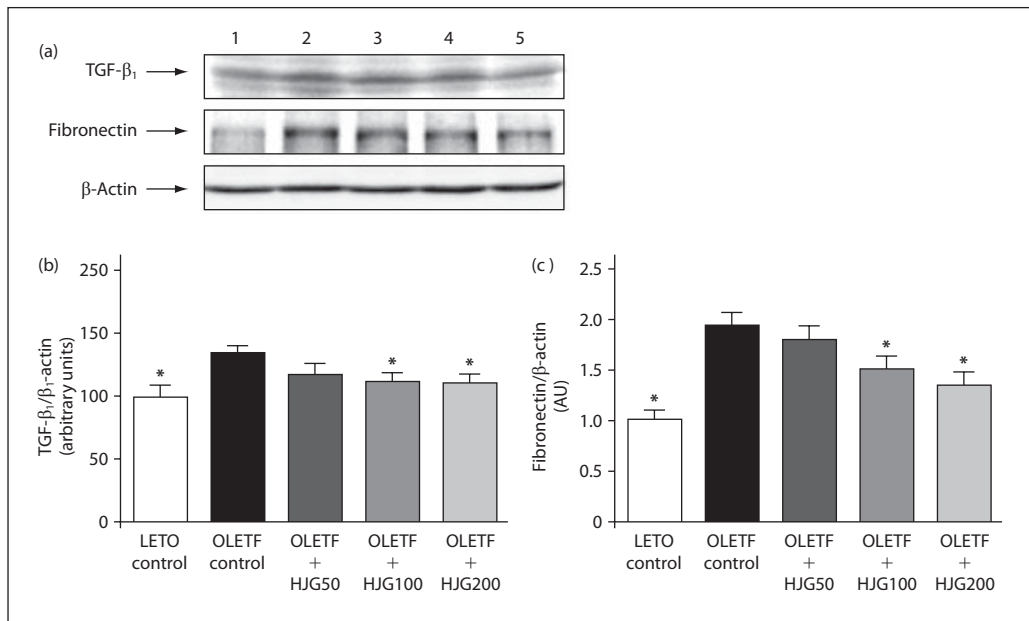 (a)
1 2 3 4 5
TGF-β₁
Fibronectin
β-Actin
(b)
TGF-β₁/β₁-actin
(arbitrary units)
250
150
100
50
0
*
*
*
LETO
control
OLETF
control
OLETF
+
HJG50
OLETF
+
HJG100
OLETF
+
HJG200
(c )
Fibronectin/β-actin
(AU)
2.5
2.0
1.5
1.0
0.5
0
*
*
*
LETO
control
OLETF
control
OLETF
+
HJG50
OLETF
+
HJG100
OLETF
+
HJG200